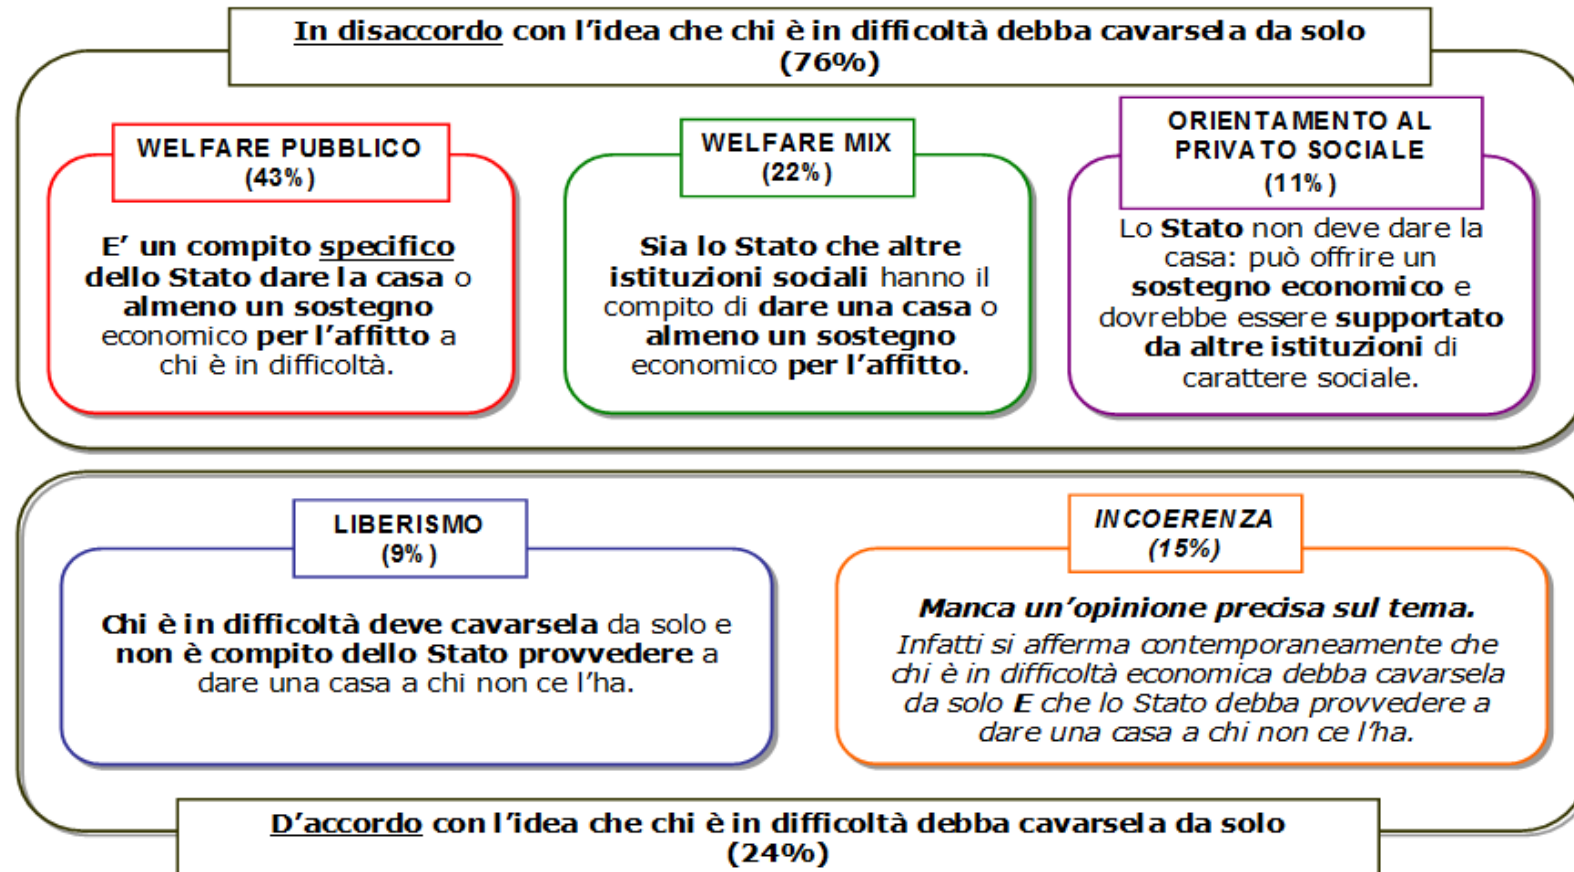 In disaccordo con l'idea che chi è in difficoltà debba cavarsela da solo
(76%)
WELFARE PUBBLICO
(43%)
E' un compito specifico
dello Stato dare la casa o
almeno un sostegno
economico per l'affitto a
chi è in difficoltà.
WELFARE MIX
(22%)
Sia lo Stato che altre
istituzioni sociali hanno il
compito di dare una casa o
almeno un sostegno
economico per l'affitto.
ORIENTAMENTO AL
PRIVATO SOCIALE
(11%)
Lo Stato non deve dare la
casa: può offrire un
sostegno economico e
dovrebbe essere supportato
da altre istituzioni di
carattere sociale.
LIBERISMO
(9%)
Chi è in difficoltà deve cavarsela da solo e
non è compito dello Stato provvedere a
dare una casa a chi non ce l'ha.
INCOERENZA
(15%)
Manca un'opinione precisa sul tema.
Infatti si afferma contemporaneamente che
chi è in difficoltà economica debba cavarsela
da solo E che lo Stato debba provvedere a
dare una casa a chi non ce l'ha.
D'accordo con l'idea che chi è in difficoltà debba cavarsela da solo
(24%)